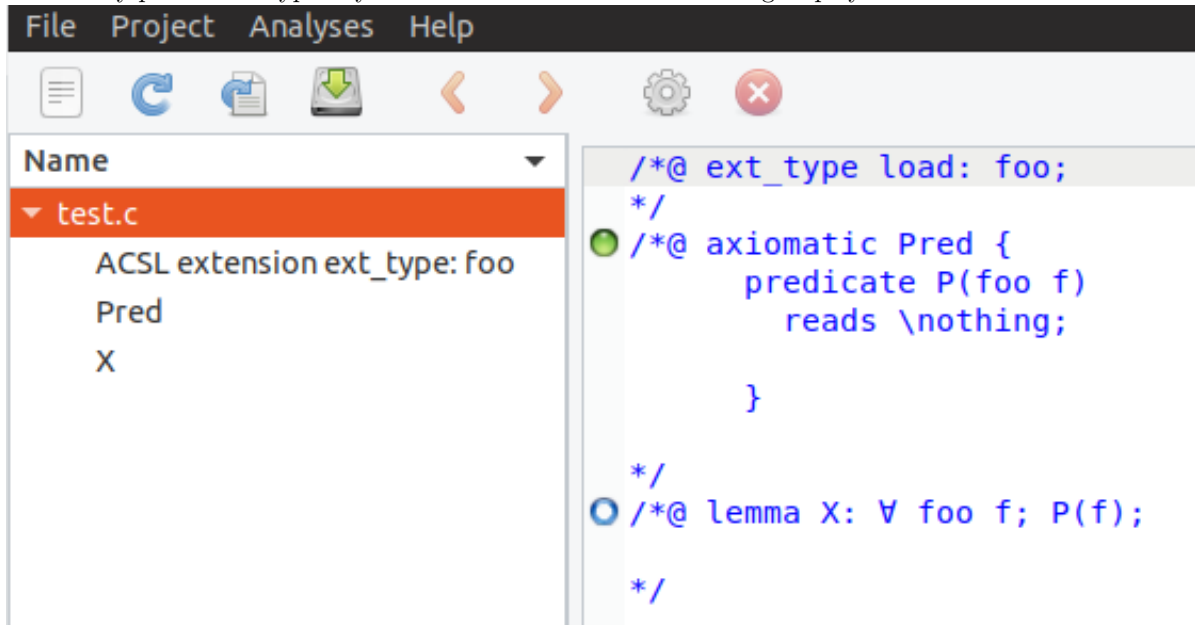 File Project Analyses Help
Name
test.c
ACSL extension ext_type: foo
Pred
X
/*@ ext_type load: foo;
*/
/*@ axiomatic Pred {
predicate P(foo f)
reads \nothing;
}
*/
/*@ lemma X: ∀ foo f; P(f);
*/